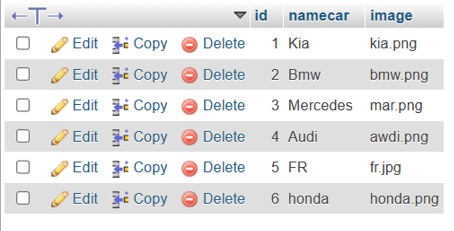 id namecar image
Edit Copy Delete 1 Kia kia.png
Edit Copy Delete 2 Bmw bmw.png
Edit Copy Delete 3 Mercedes mar.png
Edit Copy Delete 4 Audi awdi.png
Edit Copy Delete 5 FR fr.jpg
Edit Copy Delete 6 honda honda.png